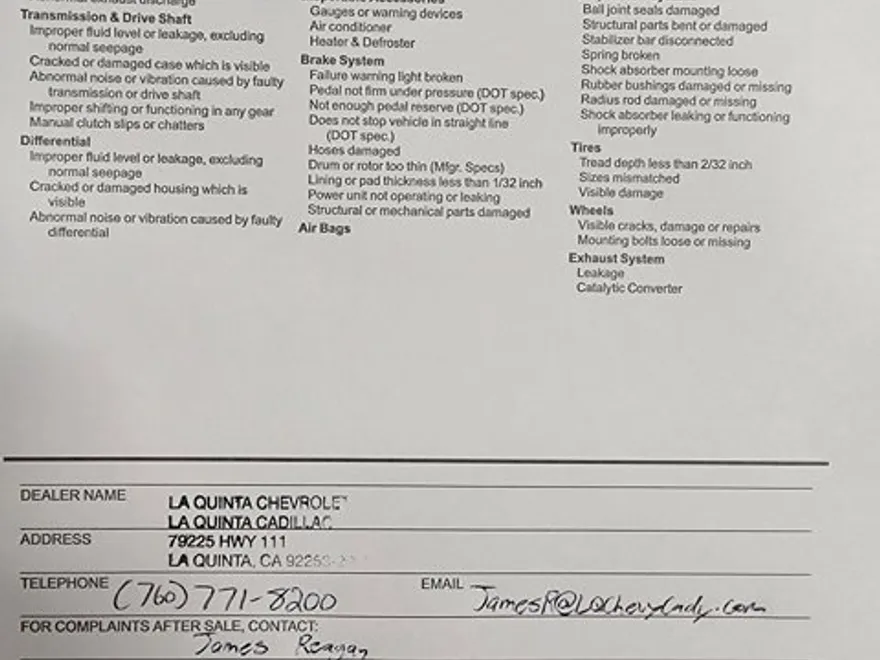 Transmission & Drive Shaft
Improper fluid level or leakage, excluding
normal seepage
Cracked or damaged case which is visible
Abnormal noise or vibration caused by faulty
transmission or drive shaft
Improper shifting or functioning in any gear
Manual clutch slips or chatters
Differential
Improper fluid level or leakage, excluding
normal seepage
Cracked or damaged housing which is
visible
Abnormal noise or vibration caused by faulty
differential
Gauges or warning devices
Air conditioner
Heater & Defroster
Brake System
Failure warning light broken
Pedal not firm under pressure (DOT spec.)
Not enough pedal reserve (DOT spec.)
Does not stop vehicle in straight line
(DOT spec.)
Hoses damaged
Drum or rotor too thin (Mfgr. Specs)
Lining or pad thickness less than 1/32 inch
Power unit not operating or leaking
Structural or mechanical parts damaged
Air Bags
Ball joint seals damaged
Structural parts bent or damaged
Stabilizer bar disconnected
Spring broken
Shock absorber mounting loose
Rubber bushings damaged or missing
Radius rod damaged or missing
Shock absorber leaking or functioning
improperly
Tires
Tread depth less than 2/32 inch
Sizes mismatched
Visible damage
Wheels
Visible cracks, damage or repairs
Mounting bolts loose or missing
Exhaust System
Leakage
Catalytic Converter
DEALER NAME LA QUINTA CHEVROLET
LA QUINTA CADILLAC
ADDRESS 79225 HWY 111
LA QUINTA, CA 92253
TELEPHONE (760) 771-8200 EMAIL JamesR@LQChevyCady.com
FOR COMPLAINTS AFTER SALE, CONTACT:
James Reagan